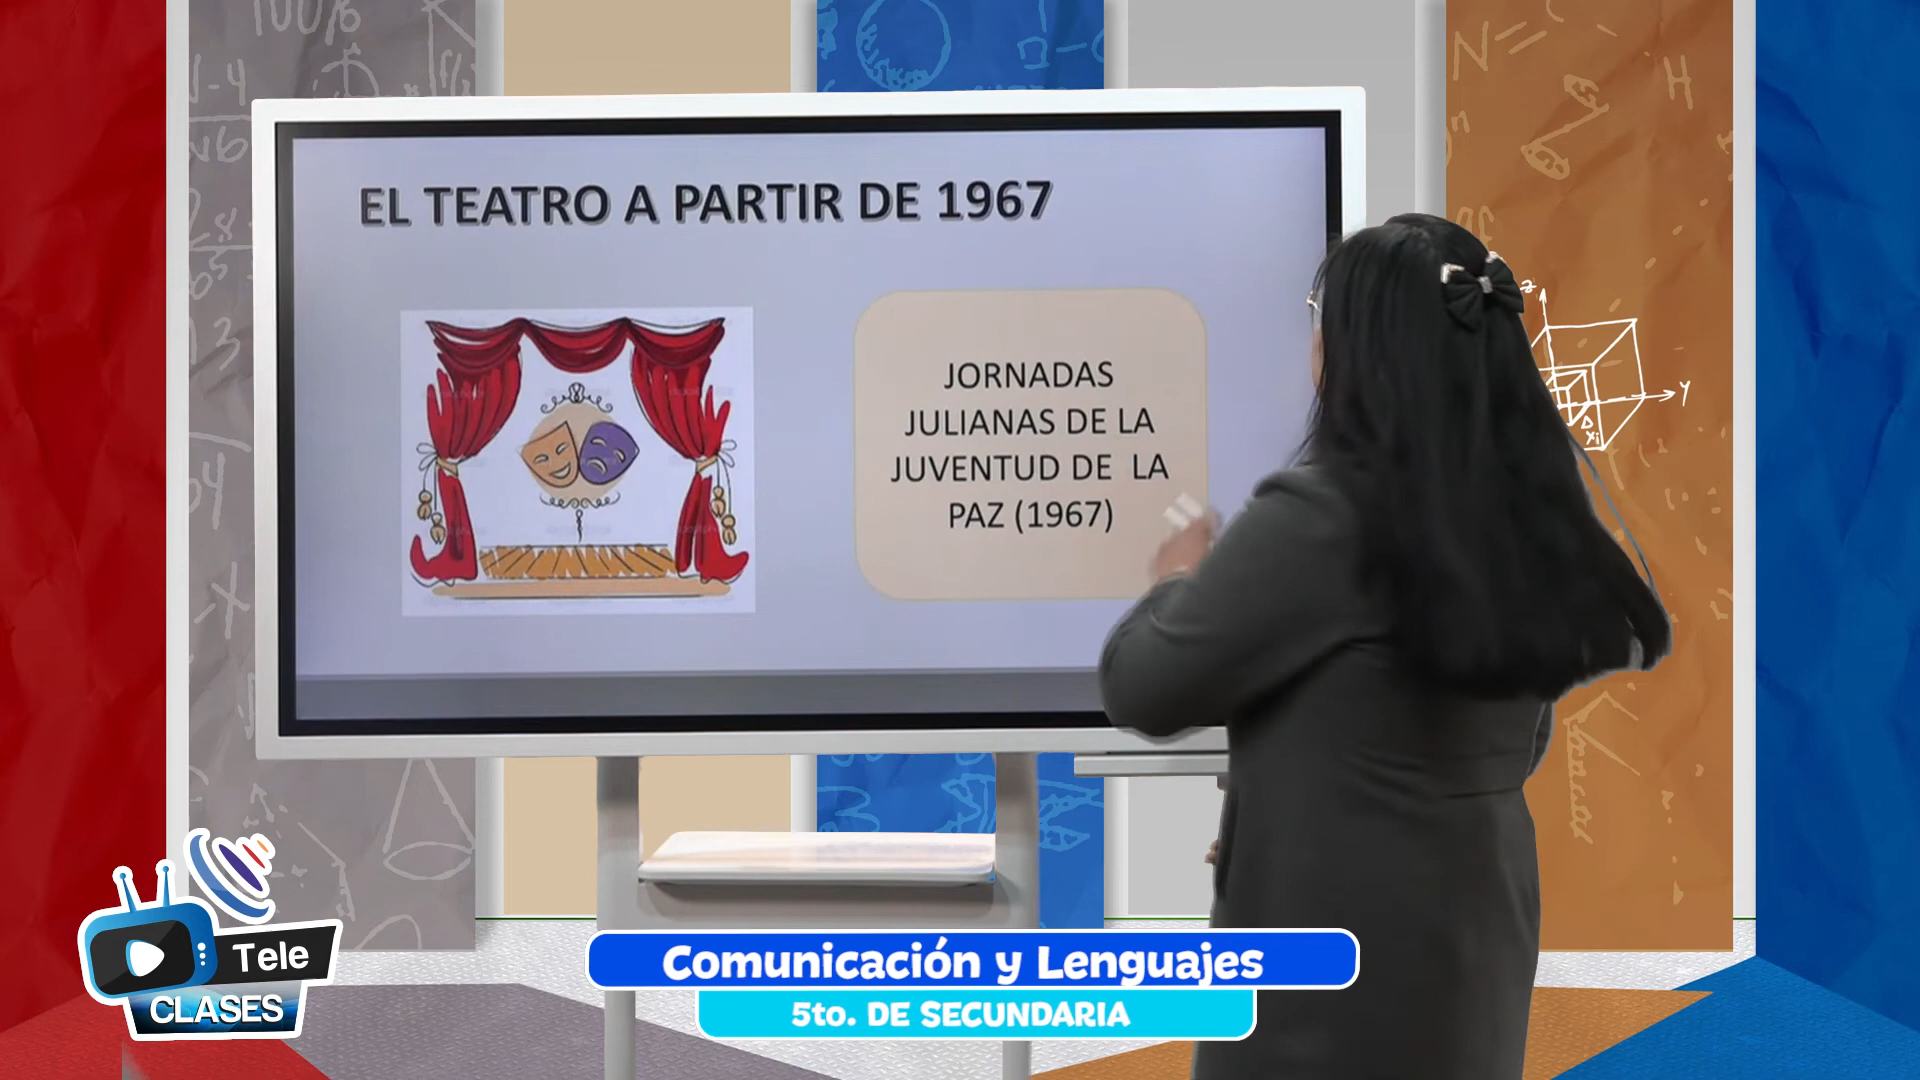 EL TEATRO A PARTIR DE 1967
JORNADAS
JULIANAS DE LA
JUVENTUD DE LA
PAZ (1967)
Z
Y
Tele
CLASES
Comunicación y Lenguajes
5to. DE SECUNDARIA